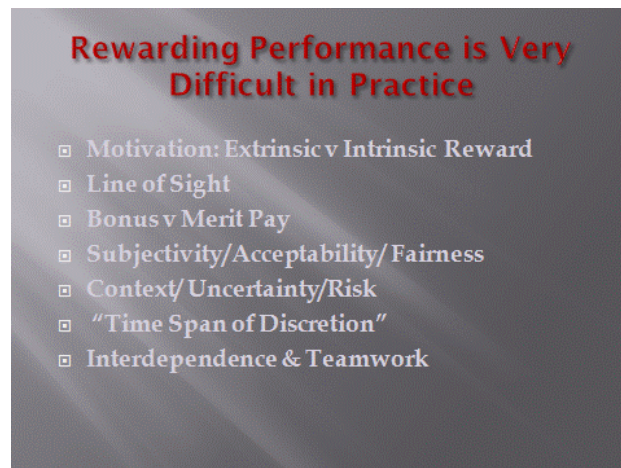 Rewarding Performance is Very
Difficult in Practice
Motivation: Extrinsic v Intrinsic Reward
Line of Sight
Bonus v Merit Pay
Subjectivity/Acceptability/ Fairness
Context/ Uncertainty/Risk
“Time Span of Discretion”
Interdependence & Teamwork